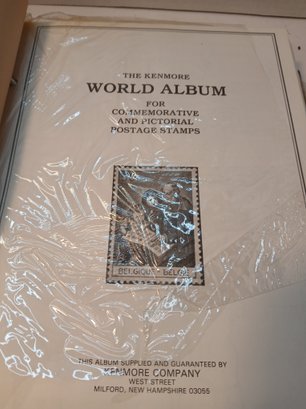 THE KENMORE
WORLD ALBUM
FOR
COMMEMORATIVE
AND PICTORIAL
POSTAGE STAMPS
BELGIQUE · BELGIË
THIS ALBUM SUPPLIED AND GUARANTEED BY
KENMORE COMPANY
WEST STREET
MILFORD, NEW HAMPSHIRE 03055